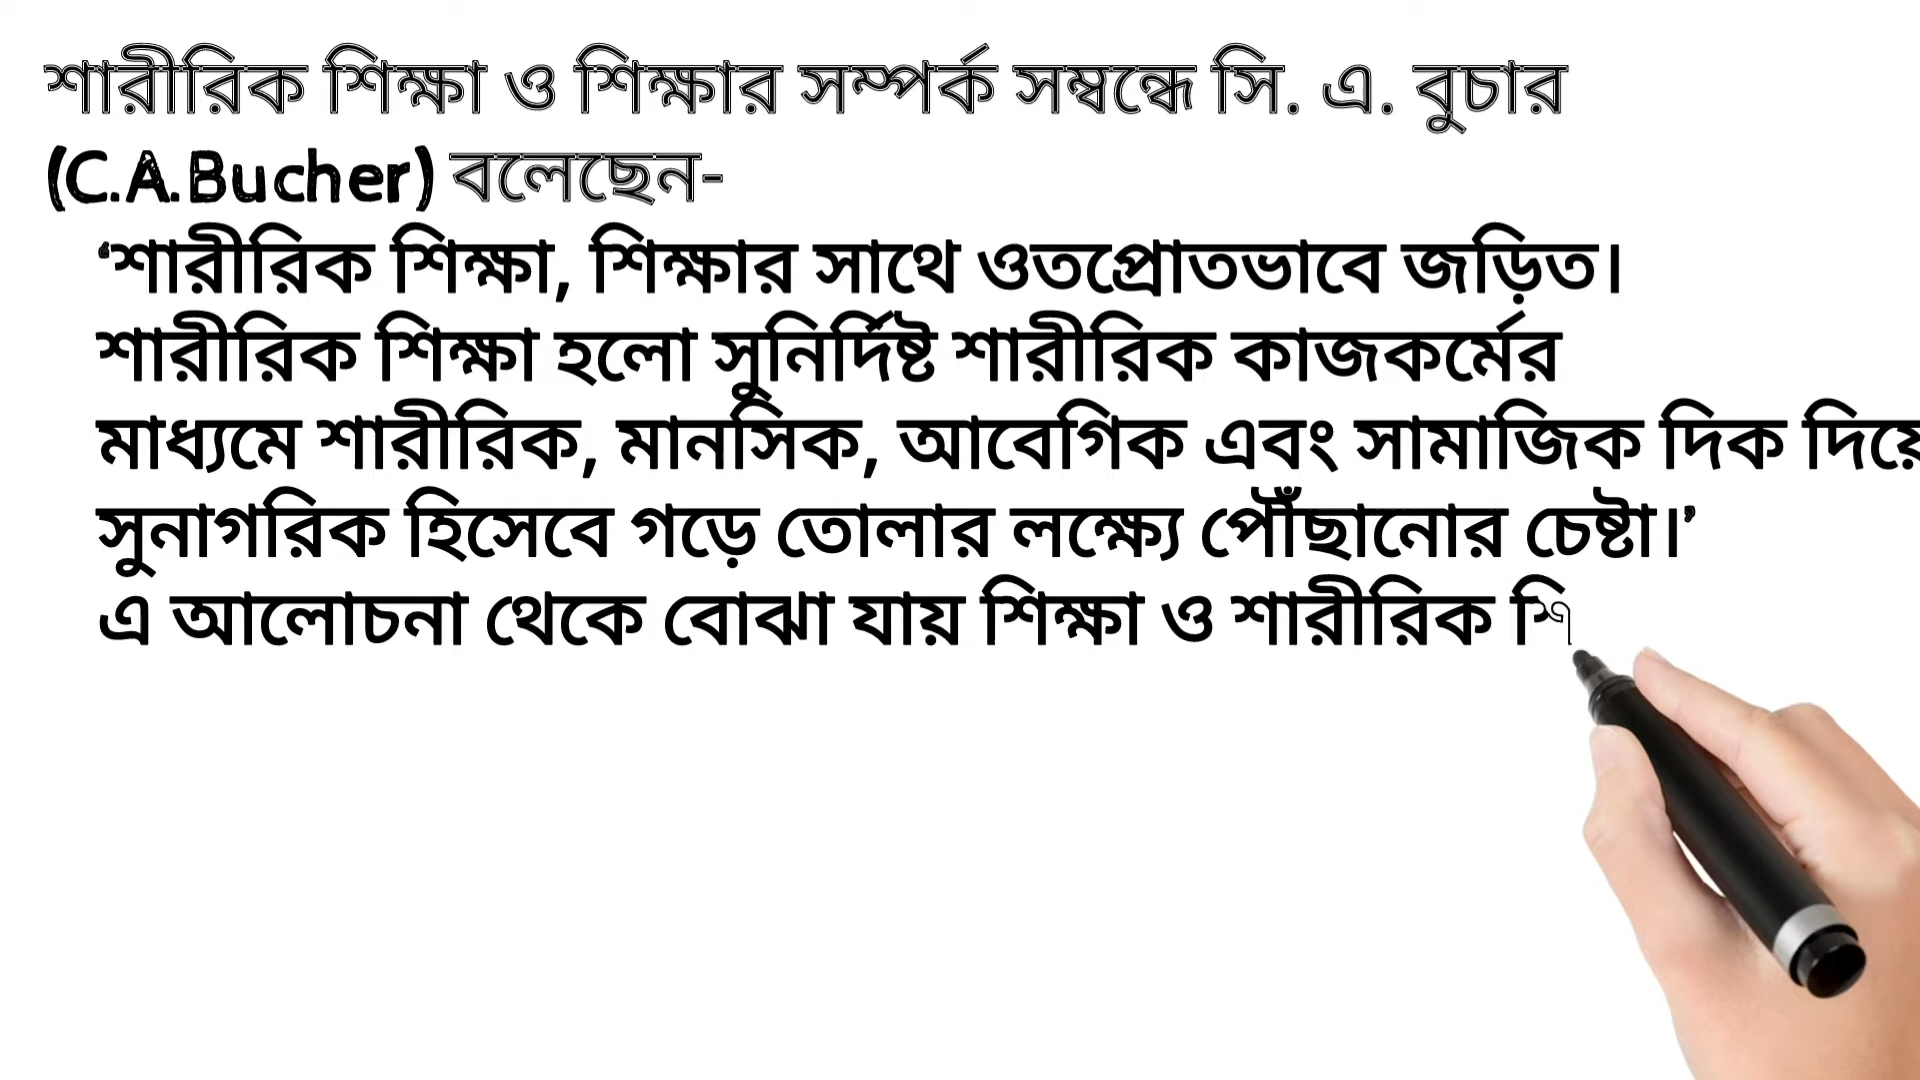 শারীরিক শিক্ষা ও শিক্ষার সম্পর্ক সম্বন্ধে সি. এ. বুচার
(C.A.Bucher) বলেছেন-
‘শারীরিক শিক্ষা, শিক্ষার সাথে ওতপ্রোতভাবে জড়িত।
শারীরিক শিক্ষা হলো সুনির্দিষ্ট শারীরিক কাজকর্মের
মাধ্যমে শারীরিক, মানসিক, আবেগিক এবং সামাজিক দিক দিয়ে
সুনাগরিক হিসেবে গড়ে তোলার লক্ষ্যে পৌঁছানোর চেষ্টা।’
এ আলোচনা থেকে বোঝা যায় শিক্ষা ও শারীরিক শি